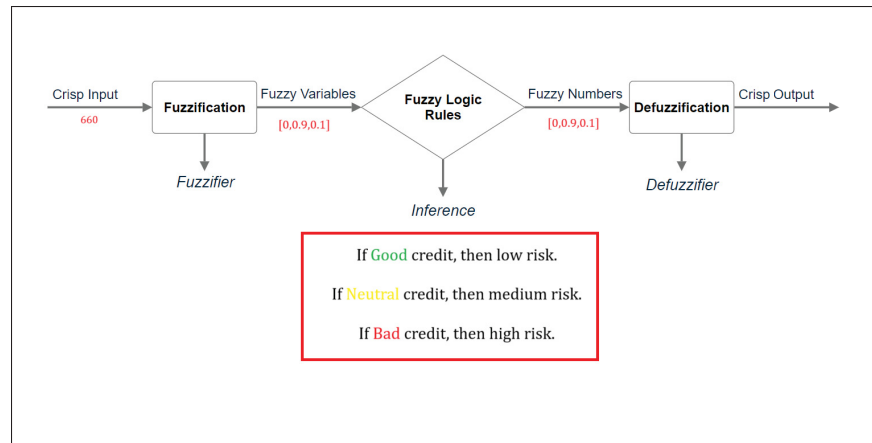 Crisp Input
660
Fuzzification
Fuzzifier
Fuzzy Variables
[0,0.9,0.1]
Fuzzy Logic
Rules
Inference
Fuzzy Numbers
[0,0.9,0.1]
Defuzzification
Defuzzifier
Crisp Output
If Good credit, then low risk.
If Neutral credit, then medium risk.
If Bad credit, then high risk.